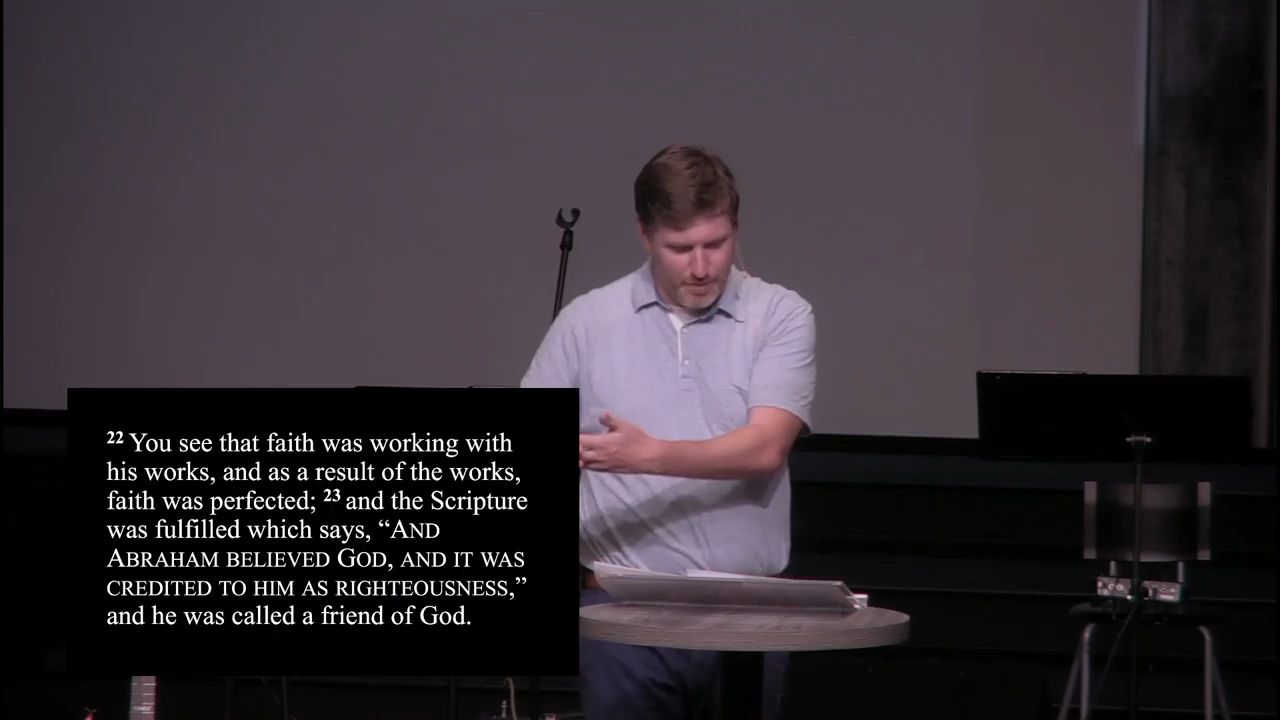 22 You see that faith was working with
his works, and as a result of the works,
faith was perfected; 23 and the Scripture
was fulfilled which says, “AND
ABRAHAM BELIEVED GOD, AND IT WAS
CREDITED TO HIM AS RIGHTEOUSNESS,”
and he was called a friend of God.